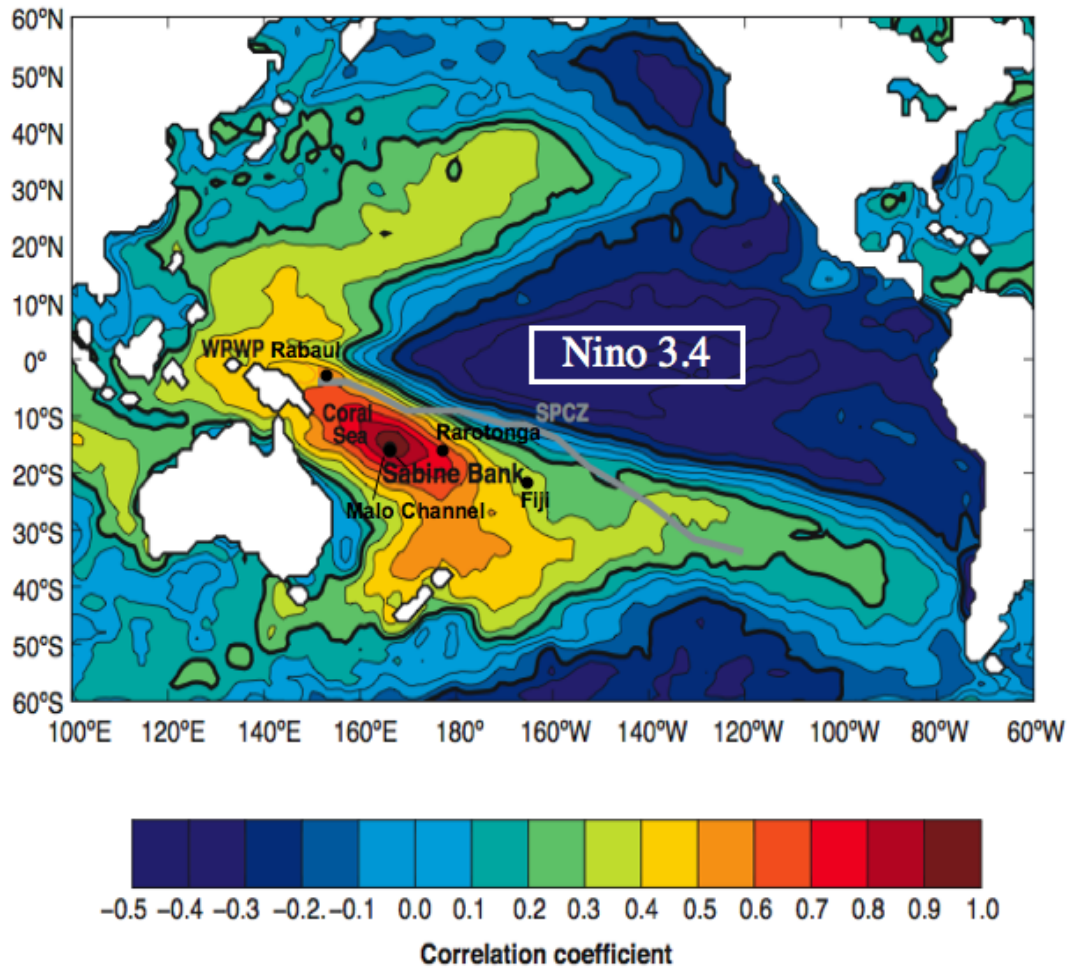 60ºN
50ºN
40ºN
30ºN
20ºN
10ºN
0º
10ºS
20ºS
30ºS
40ºS
50ºS
60ºS
WPWP Rabaul
Nino 3.4
Coral
Sea
SPCZ
Rarotonga
Sabine Bank
Malo Channel
Fiji
100ºE 120ºE 140ºE 160ºE 180º 160ºW 140ºW 120ºW 100ºW 80ºW 60ºW
−0.5 −0.4 −0.3 −0.2. −0.1 0.0 0.1 0.2 0.3 0.4 0.5 0.6 0.7 0.8 0.9 1.0
Correlation coefficient